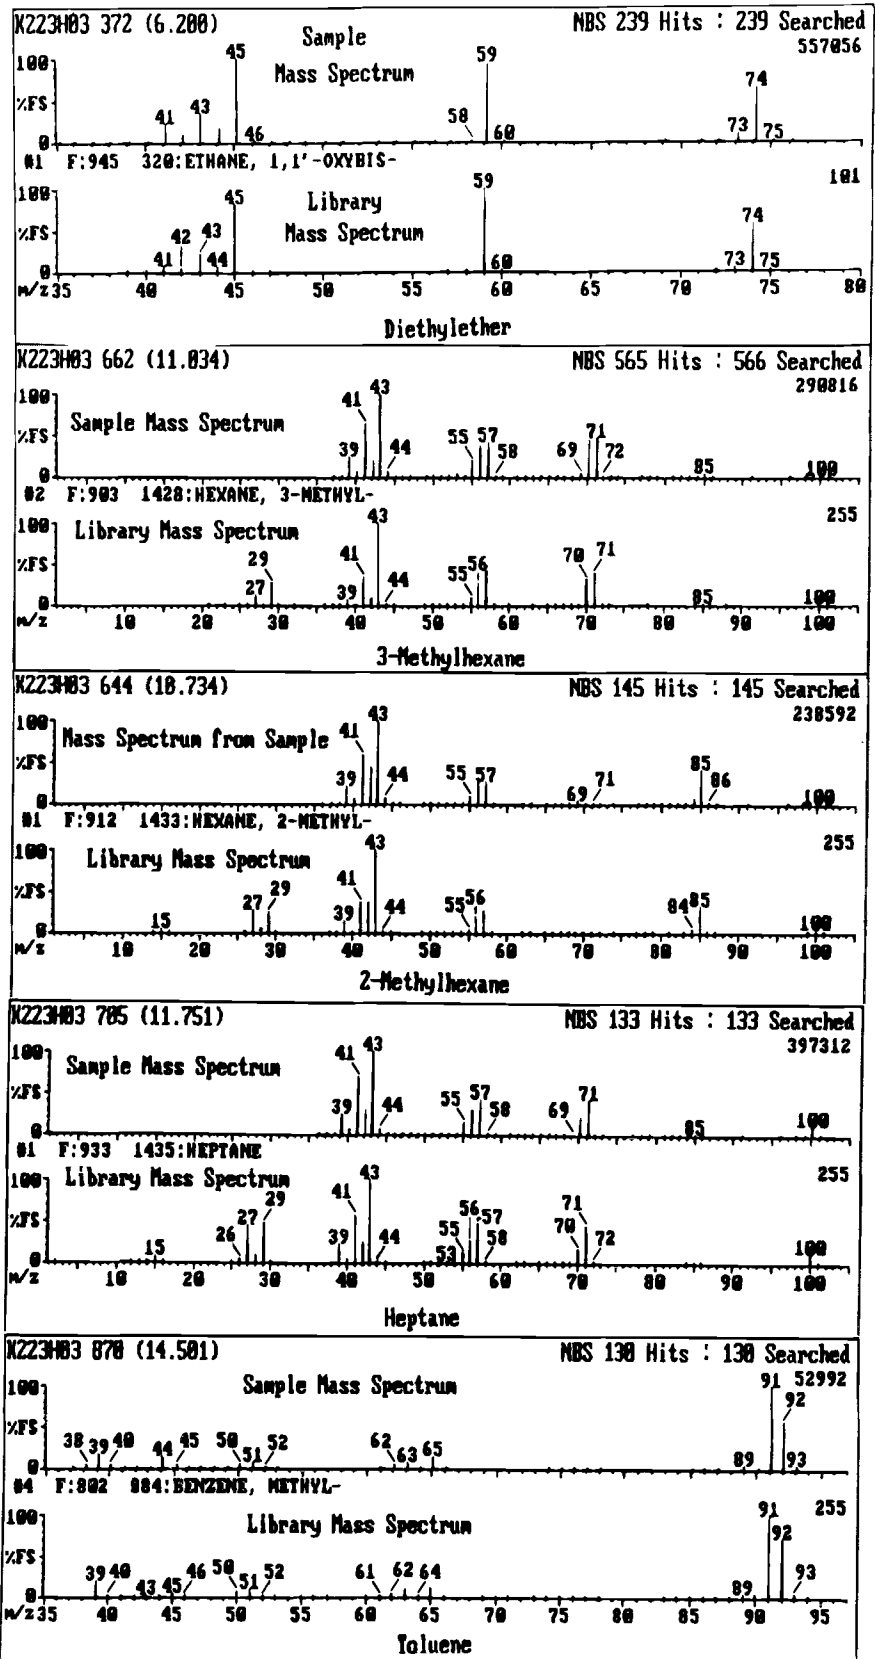 X223H03 372 (6.200) NBS 239 Hits : 239 Searched
Sample 557056
Mass Spectrum
100
%FS
0
41 43 45 46 58 59 60 73 74 75
#1 F:945 320:ETHANE, 1,1'-OXYBIS- 101
Library
Mass Spectrum
100
%FS
0
41 42 43 44 45 59 60 73 74 75
m/z 35 40 45 50 55 60 65 70 75 80
Diethylether
X223H03 662 (11.034) NBS 565 Hits : 566 Searched
290816
Sample Mass Spectrum
100
%FS
0
39 41 43 44 55 57 58 69 71 72 85 100
#2 F:903 1428:HEXANE, 3-METHYL-
Library Mass Spectrum 255
100
%FS
0
27 29 39 41 43 44 55 56 70 71 85 100
m/z 10 20 30 40 50 60 70 80 90 100
3-Methylhexane
X223H03 644 (10.734) NBS 145 Hits : 145 Searched
238592
Mass Spectrum from Sample
100
%FS
0
39 41 43 44 55 57 69 71 85 86 100
#1 F:912 1433:HEXANE, 2-METHYL-
Library Mass Spectrum 255
100
%FS
0
15 27 29 39 41 43 44 55 56 84 85 100
m/z 10 20 30 40 50 60 70 80 90 100
2-Methylhexane
X223H03 705 (11.751) NBS 133 Hits : 133 Searched
397312
Sample Mass Spectrum
100
%FS
0
39 41 43 44 55 57 58 69 71 85 100
#1 F:933 1435:HEPTANE
Library Mass Spectrum 255
100
%FS
0
15 26 27 29 39 41 43 44 53 55 56 57 58 70 71 72 100
m/z 10 20 30 40 50 60 70 80 90 100
Heptane
X223H03 870 (14.501) NBS 130 Hits : 130 Searched
Sample Mass Spectrum 52992
100
%FS
0
38 39 40 44 45 50 51 52 62 63 65 89 91 92 93
#4 F:802 884:BENZENE, METHYL-
Library Mass Spectrum 255
100
%FS
0
39 40 43 45 46 50 51 52 61 62 64 89 91 92 93
m/z 35 40 45 50 55 60 65 70 75 80 85 90 95
Toluene